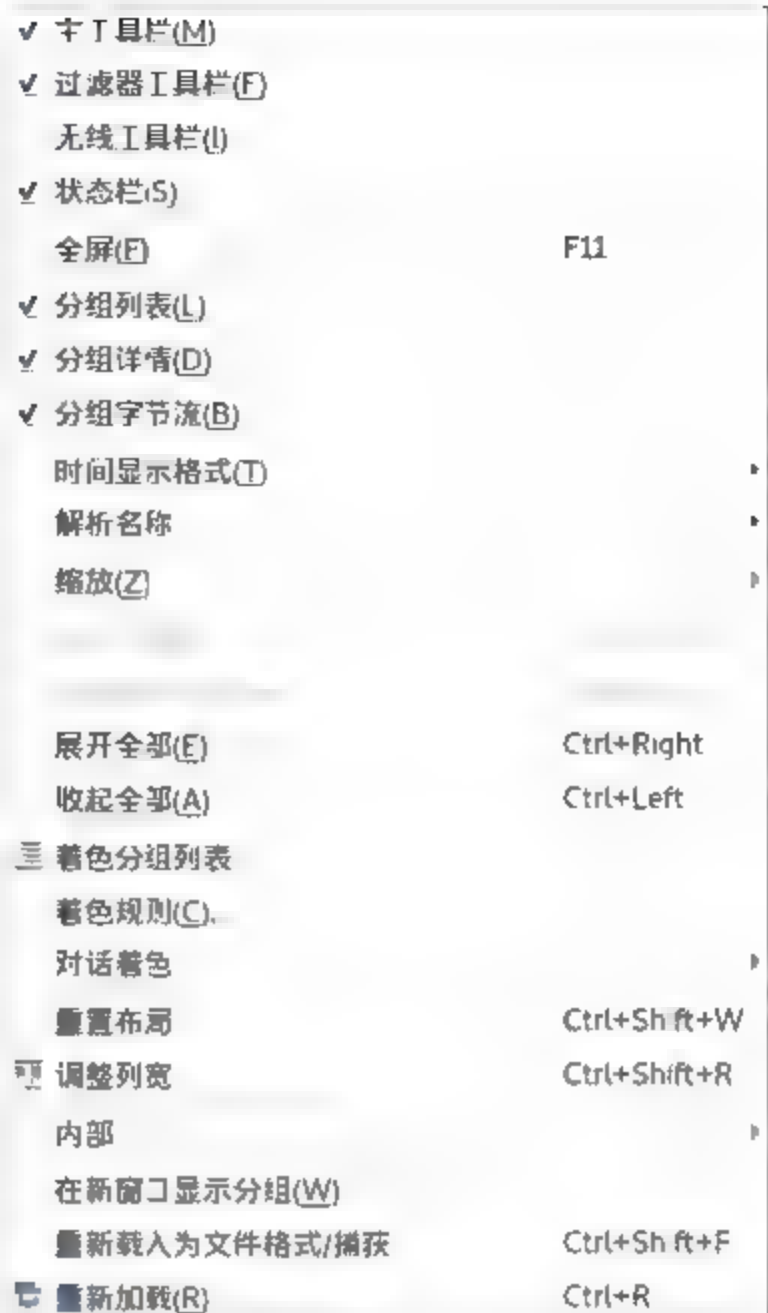 ✓ 主工具栏(M)
✓ 过滤器工具栏(F)
无线工具栏(I)
✓ 状态栏(S)
全屏(F) F11
✓ 分组列表(L)
✓ 分组详情(D)
✓ 分组字节流(B)
时间显示格式(T)
解析名称
缩放(Z)
展开全部(E) Ctrl+Right
收起全部(A) Ctrl+Left
着色分组列表
着色规则(C)...
对话着色
重置布局 Ctrl+Shift+W
调整列宽 Ctrl+Shift+R
内部
在新窗口显示分组(W)
重新载入为文件格式/捕获 Ctrl+Shift+F
重新加载(R) Ctrl+R